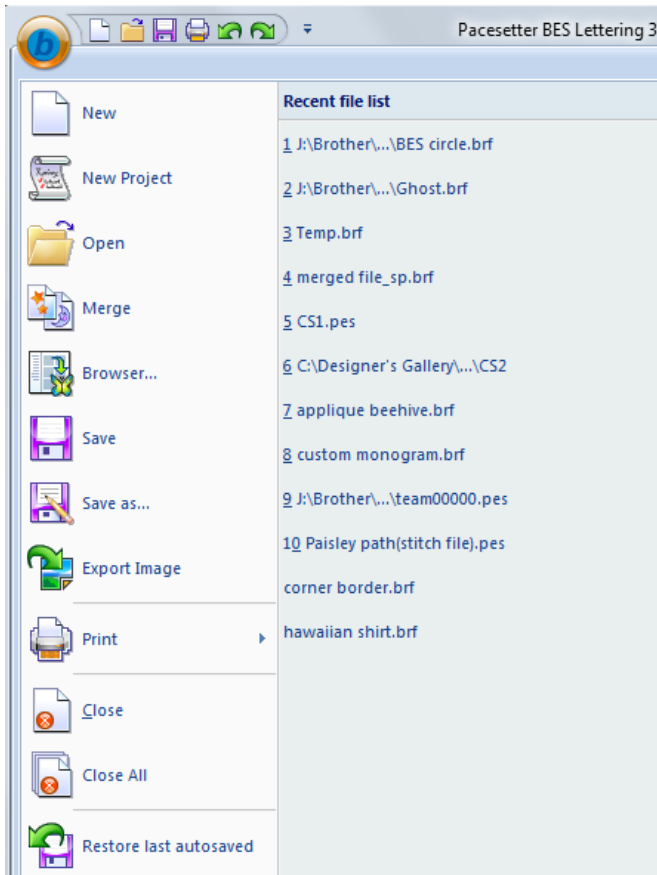 b
Pacesetter BES Lettering 3
New
New Project
Open
Merge
Browser...
Save
Save as...
Export Image
Print
Close
Close All
Restore last autosaved
Recent file list
1 J:\Brother\...\BES circle.brf
2 J:\Brother\...\Ghost.brf
3 Temp.brf
4 merged file_sp.brf
5 CS1.pes
6 C:\Designer's Gallery\...\CS2
7 applique beehive.brf
8 custom monogram.brf
9 J:\Brother\...\team00000.pes
10 Paisley path(stitch file).pes
corner border.brf
hawaiian shirt.brf